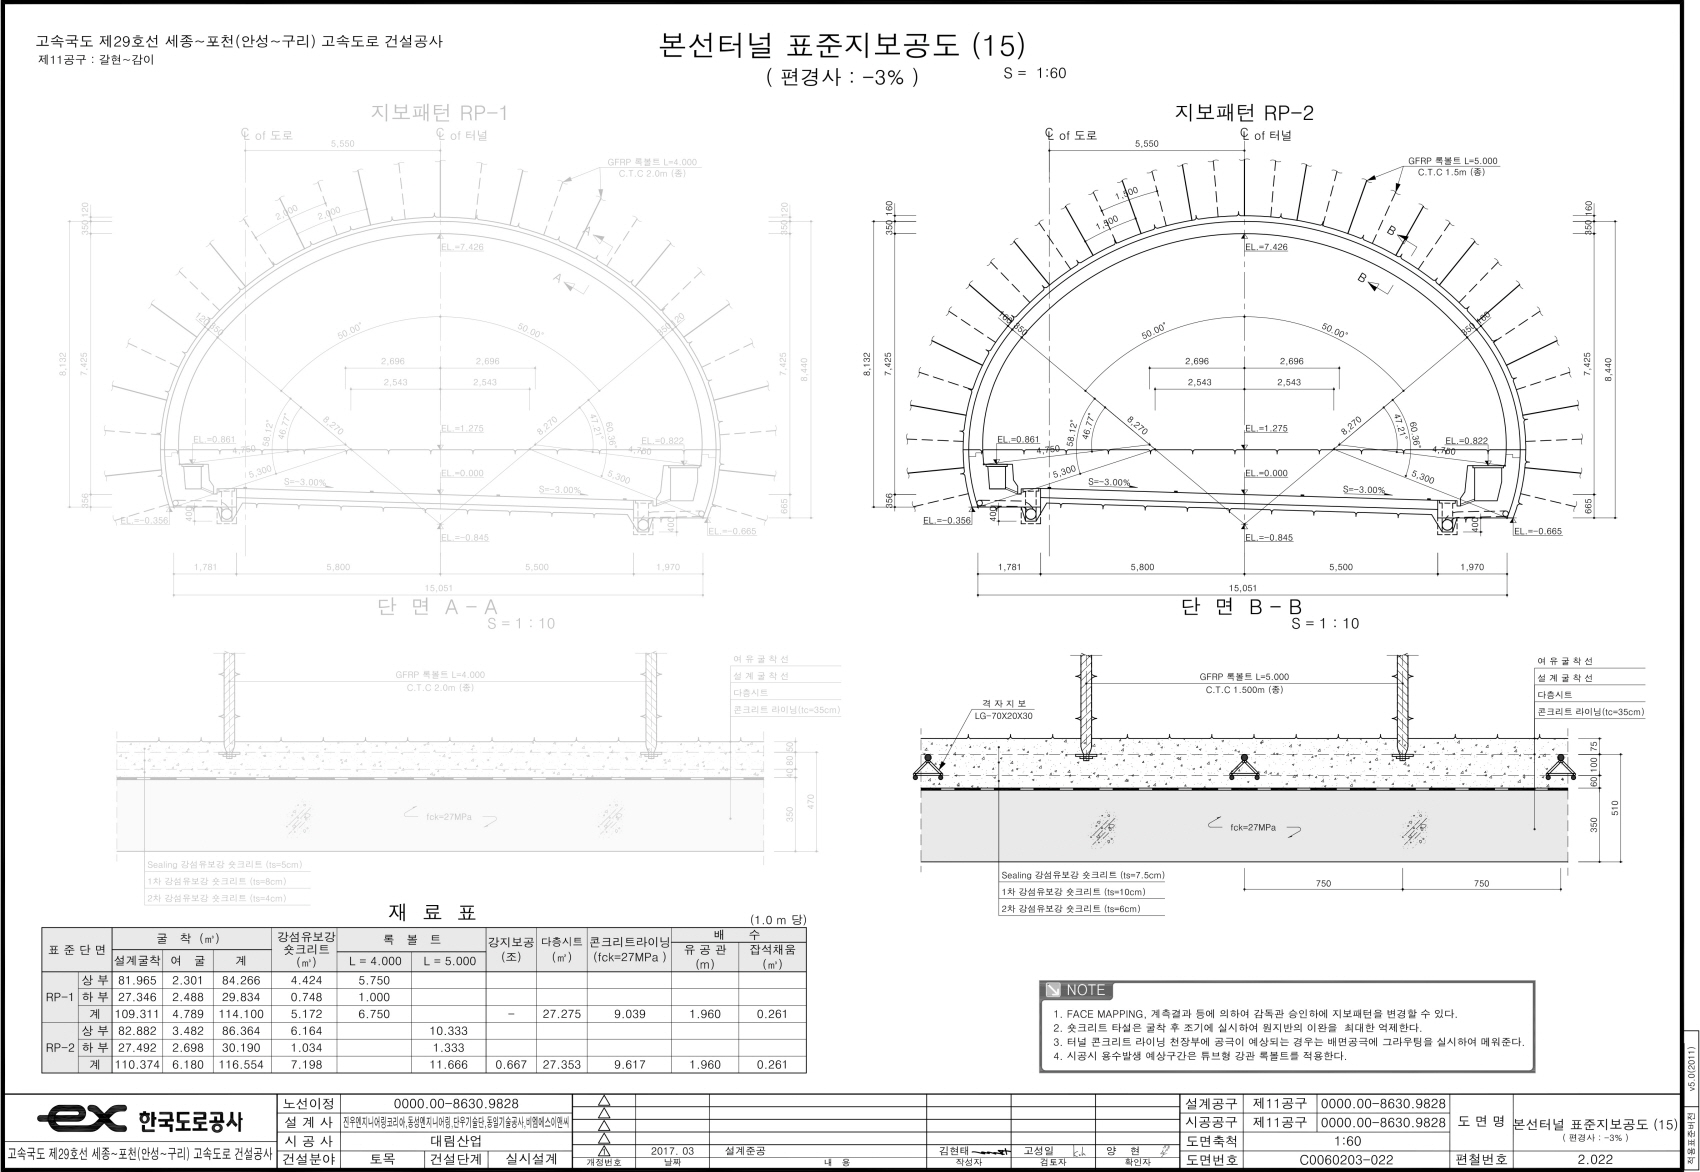 고속국도 제29호선 세종~포천(안성~구리) 고속도로 건설공사
제11공구 : 갈현~감이
본선터널 표준지보공도 (15)
( 편경사 : -3% )
S = 1:60
지보패턴 RP-1
℄ of 도로
℄ of 터널
5,550
GFRP 록볼트 L=4.000
C.T.C 2.0m (종)
2,000
2,000
350 120
350 120
A
A
EL.=7.426
120
350
350
120
50.00°
50.00°
8,132
7,425
7,425
8,440
2,696
2,696
2,543
2,543
58.12°
46.77°
8,270
8,270
47.21°
60.36°
EL.=0.861
EL.=1.275
EL.=0.822
4,750
4,750
5,300
EL.=0.000
5,300
S=-3.00%
S=-3.00%
356
665
400
400
EL.=-0.356
EL.=-0.845
EL.=-0.665
1,781
5,800
5,500
1,970
15,051
단 면 A - A
S = 1 : 10
GFRP 록볼트 L=4.000
C.T.C 2.0m (종)
여 유 굴 착 선
설 계 굴 착 선
다층시트
콘크리트 라이닝(tc=35cm)
40 80 50
350
470
fck=27MPa
Sealing 강섬유보강 숏크리트 (ts=5cm)
1차 강섬유보강 숏크리트 (ts=8cm)
2차 강섬유보강 숏크리트 (ts=4cm)
지보패턴 RP-2
℄ of 도로
℄ of 터널
5,550
GFRP 록볼트 L=5.000
C.T.C 1.5m (종)
1,500
1,500
350 160
350 160
B
B
EL.=7.426
160
350
350
160
50.00°
50.00°
8,132
7,425
7,425
8,440
2,696
2,696
2,543
2,543
58.12°
46.77°
8,270
8,270
47.21°
60.36°
EL.=0.861
EL.=1.275
EL.=0.822
4,750
4,750
5,300
EL.=0.000
5,300
S=-3.00%
S=-3.00%
356
665
400
400
EL.=-0.356
EL.=-0.845
EL.=-0.665
1,781
5,800
5,500
1,970
15,051
단 면 B - B
S = 1 : 10
GFRP 록볼트 L=5.000
C.T.C 1.500m (종)
격 자 지 보
LG-70X20X30
여 유 굴 착 선
설 계 굴 착 선
다층시트
콘크리트 라이닝(tc=35cm)
60 100 75
350
510
fck=27MPa
Sealing 강섬유보강 숏크리트 (ts=7.5cm)
1차 강섬유보강 숏크리트 (ts=10cm)
2차 강섬유보강 숏크리트 (ts=6cm)
750
750
재 료 표
(1.0 m 당)
표 준 단 면
굴 착 (㎥)
강섬유보강 숏크리트 (㎥)
록 볼 트
강지보공 (조)
다층시트 (㎡)
콘크리트라이닝 (fck=27MPa )
배 수
설계굴착 여 굴 계
L = 4.000 L = 5.000
유 공 관 (m)
잡석채움 (㎥)
RP-1
상 부 81.965 2.301 84.266 4.424 5.750
하 부 27.346 2.488 29.834 0.748 1.000
계 109.311 4.789 114.100 5.172 6.750 - 27.275 9.039 1.960 0.261
RP-2
상 부 82.882 3.482 86.364 6.164 10.333
하 부 27.492 2.698 30.190 1.034 1.333
계 110.374 6.180 116.554 7.198 11.666 0.667 27.353 9.617 1.960 0.261
NOTE
1. FACE MAPPING, 계측결과 등에 의하여 감독관 승인하에 지보패턴을 변경할 수 있다.
2. 숏크리트 타설은 굴착 후 조기에 실시하여 원지반의 이완을 최대한 억제한다.
3. 터널 콘크리트 라이닝 천장부에 공극이 예상되는 경우는 배면공극에 그라우팅을 실시하여 메워준다.
4. 시공시 용수발생 예상구간은 튜브형 강관 록볼트를 적용한다.
적용표준버전 v5.0(2011)
ex 한국도로공사
고속국도 제29호선 세종~포천(안성~구리) 고속도로 건설공사
노선이정 0000.00-8630.9828
설 계 사
시 공 사 대림산업
건설분야 토목 건설단계 실시설계
1 2017. 03 설계준공 김현태 고성일 양 현
개정번호 날짜 내 용 작성자 검토자 확인자
설계공구 제11공구 0000.00-8630.9828
시공공구 제11공구 0000.00-8630.9828
도면축척 1:60
도면번호 C0060203-022
도 면 명 본선터널 표준지보공도 (15)
( 편경사 : -3% )
편철번호 2.022